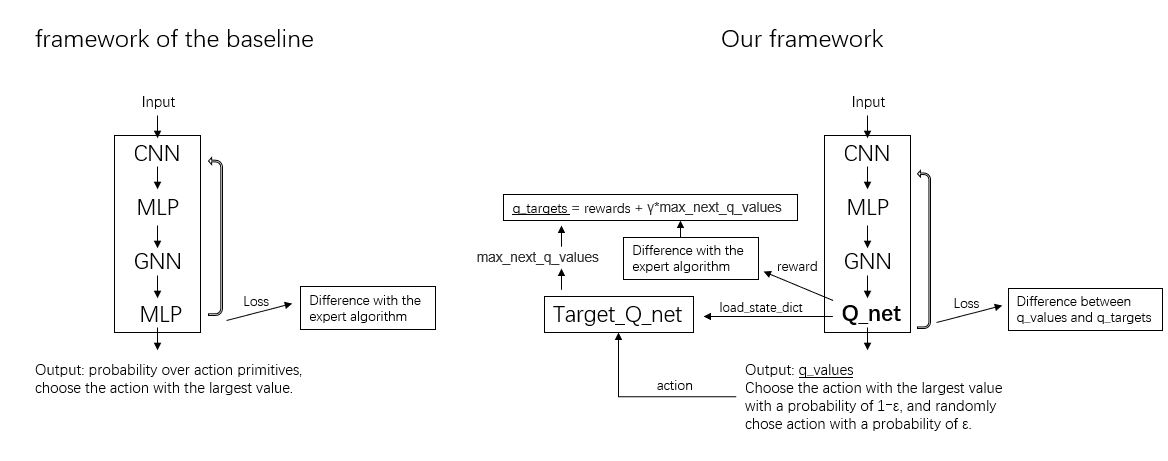 framework of the baseline
Input
CNN
MLP
GNN
MLP
Loss
Difference with the
expert algorithm
Output: probability over action primitives,
choose the action with the largest value.
Our framework
Input
CNN
MLP
GNN
Q_net
q_targets = rewards + γ*max_next_q_values
max_next_q_values
Difference with the
expert algorithm
reward
Target_Q_net
load_state_dict
Loss
Difference between
q_values and q_targets
action
Output: q_values
Choose the action with the largest value
with a probability of 1-ε, and randomly
chose action with a probability of ε.